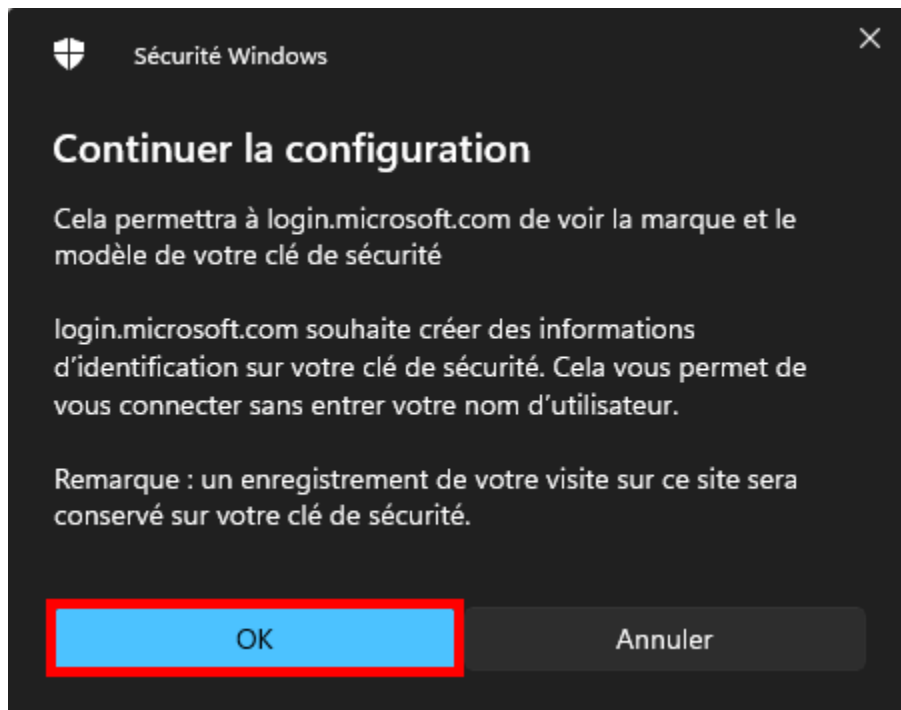 Sécurité Windows
Continuer la configuration
Cela permettra à login.microsoft.com de voir la marque et le
modèle de votre clé de sécurité
login.microsoft.com souhaite créer des informations
d’identification sur votre clé de sécurité. Cela vous permet de
vous connecter sans entrer votre nom d’utilisateur.
Remarque : un enregistrement de votre visite sur ce site sera
conservé sur votre clé de sécurité.
OK
Annuler